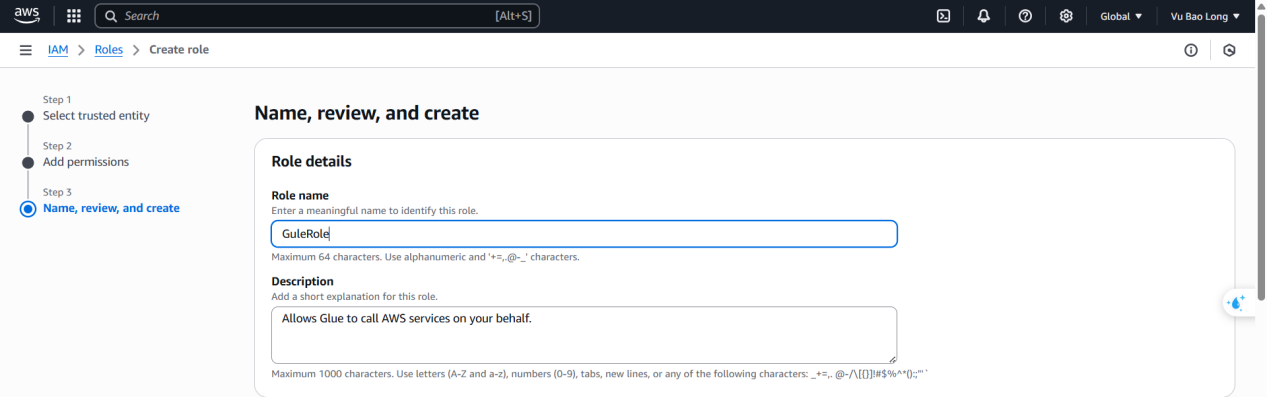 aws
Search [Alt+S] Global Vu Bao Long
IAM > Roles > Create role
Step 1
Select trusted entity
Step 2
Add permissions
Step 3
Name, review, and create
Name, review, and create
Role details
Role name
Enter a meaningful name to identify this role.
GuleRole
Maximum 64 characters. Use alphanumeric and '+=,.@-_' characters.
Description
Add a short explanation for this role.
Allows Glue to call AWS services on your behalf.
Maximum 1000 characters. Use letters (A-Z and a-z), numbers (0-9), tabs, new lines, or any of the following characters: _+=,. @-/\[{}]!#$%^*();:"'`